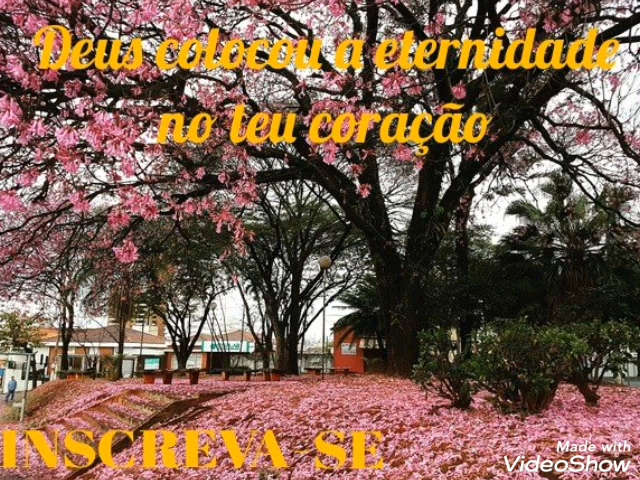 Deus colocou a eternidade
no teu coração
INSCREVA-SE
Made with
VideoShow